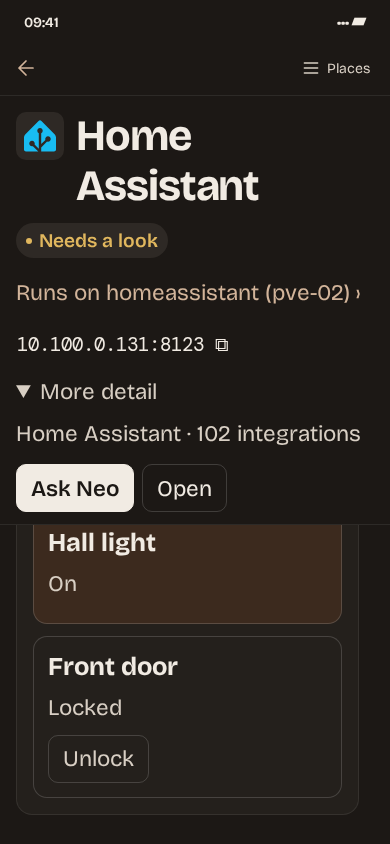 09:41
Places
Home
Assistant
Needs a look
Runs on homeassistant (pve-02) ›
10.100.0.131:8123
▼ More detail
Home Assistant · 102 integrations
Ask Neo
Open
Hall light
On
Front door
Locked
Unlock